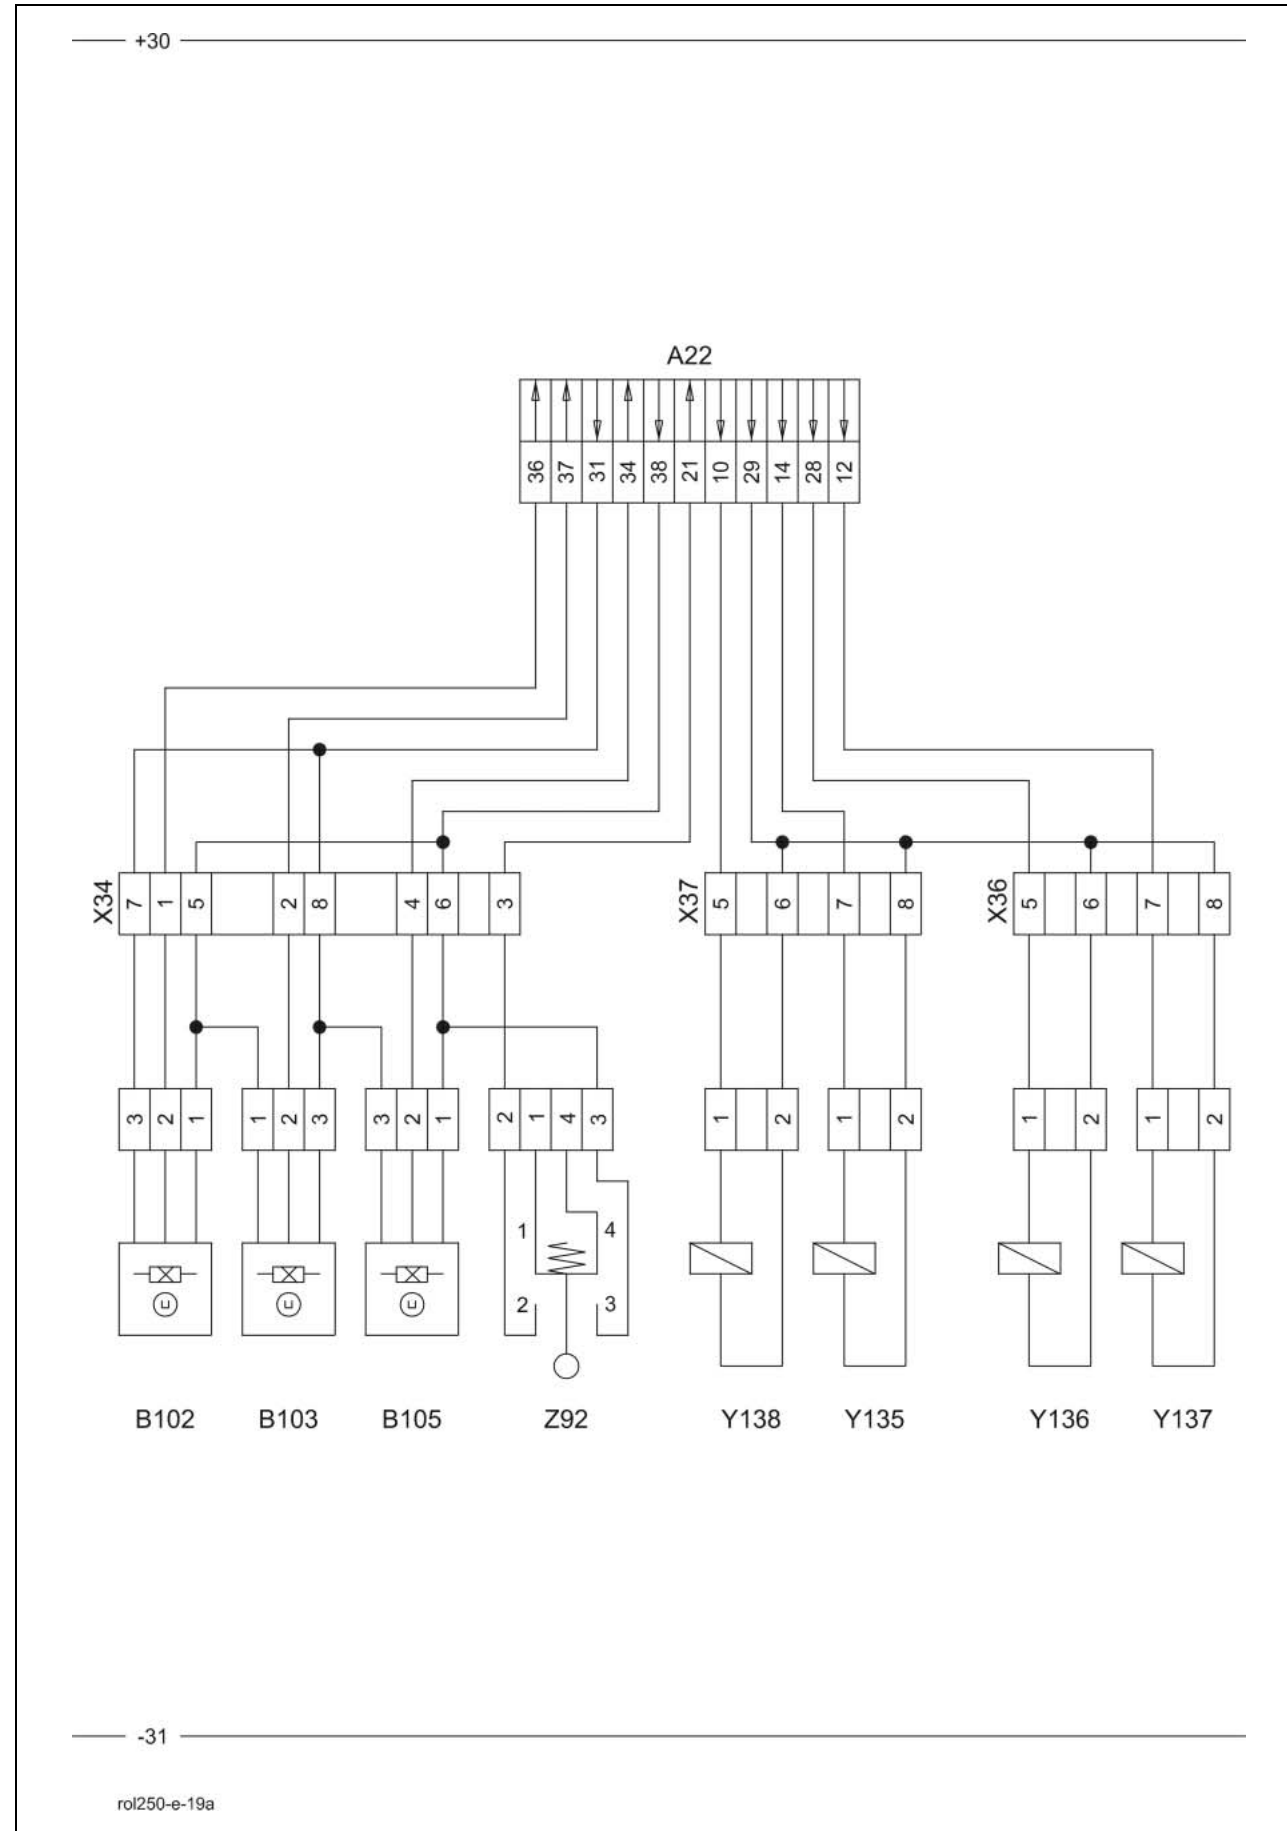 +30
A22
36 37 31 34 38 21 10 29 14 28 12
X34 7 1 5 2 8 4 6 3 X37 5 6 7 8 X36 5 6 7 8
3 2 1 1 2 3 3 2 1 2 1 4 3 1 2 1 2 1 2 1 2
1 4
2 3
B102 B103 B105 Z92 Y138 Y135 Y136 Y137
-31
rol250-e-19a